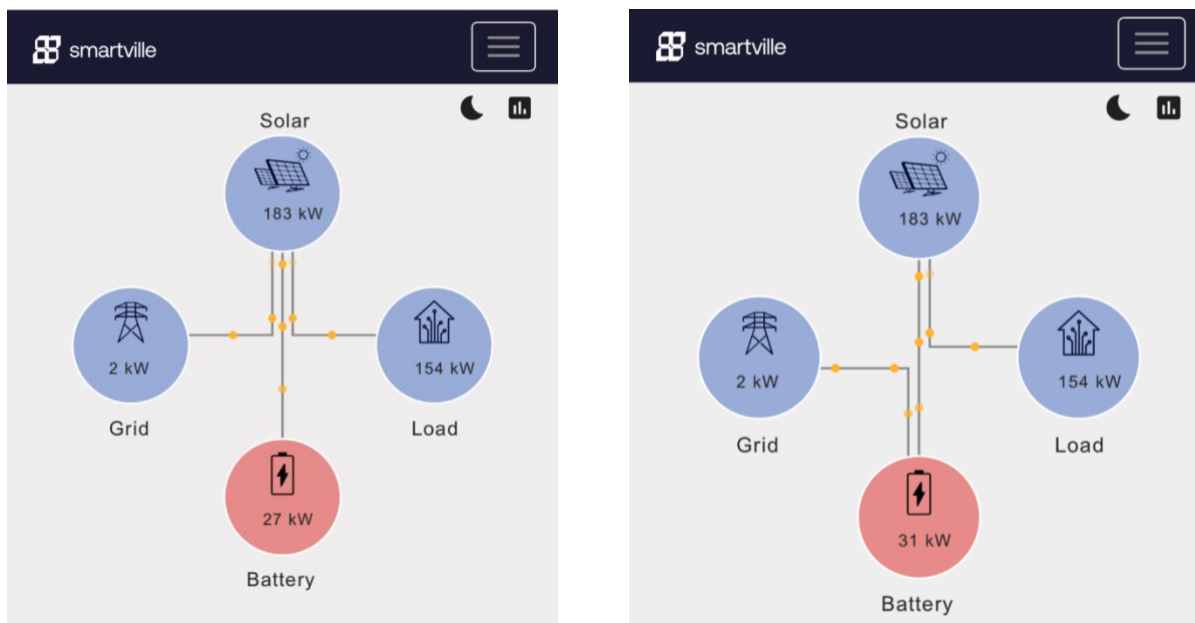 smartville
Solar
183 kW
2 kW
154 kW
Grid
Load
27 kW
Battery
smartville
Solar
183 kW
2 kW
154 kW
Grid
Load
31 kW
Battery